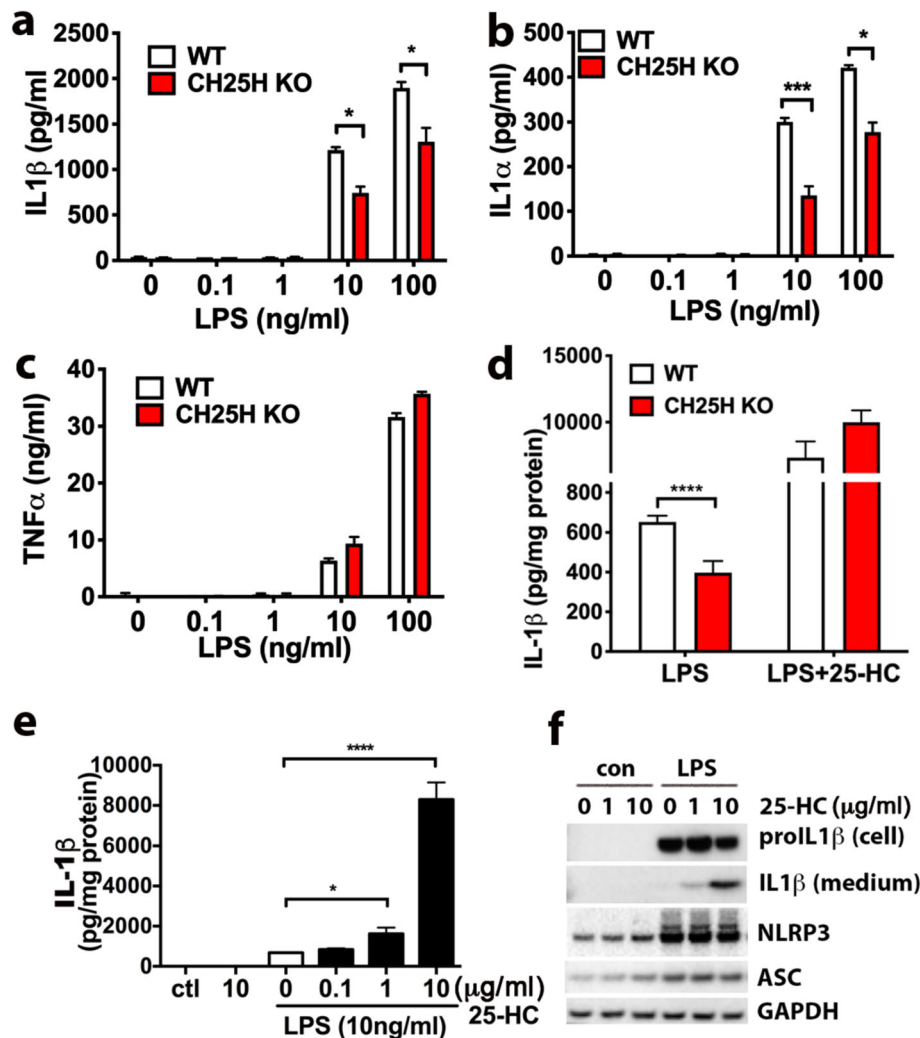 a
2500
2000
1500
1000
500
0
IL1β (pg/ml)
WT
CH25H KO
*
*
0 0.1 1 10 100
LPS (ng/ml)
b
500
400
300
200
100
0
IL1α (pg/ml)
WT
CH25H KO
***
*
0 0.1 1 10 100
LPS (ng/ml)
c
40
30
20
10
0
TNFα (ng/ml)
WT
CH25H KO
0 0.1 1 10 100
LPS (ng/ml)
d
15000
10000
800
600
400
200
0
IL-1β (pg/mg protein)
WT
CH25H KO
****
LPS LPS+25-HC
e
10000
8000
6000
4000
2000
0
IL-1β
(pg/mg protein)
****
*
ctl 10 0 0.1 1 10 (μg/ml)
LPS (10ng/ml) 25-HC
f
con LPS
0 1 10 0 1 10 25-HC (μg/ml)
proIL1β (cell)
IL1β (medium)
NLRP3
ASC
GAPDH